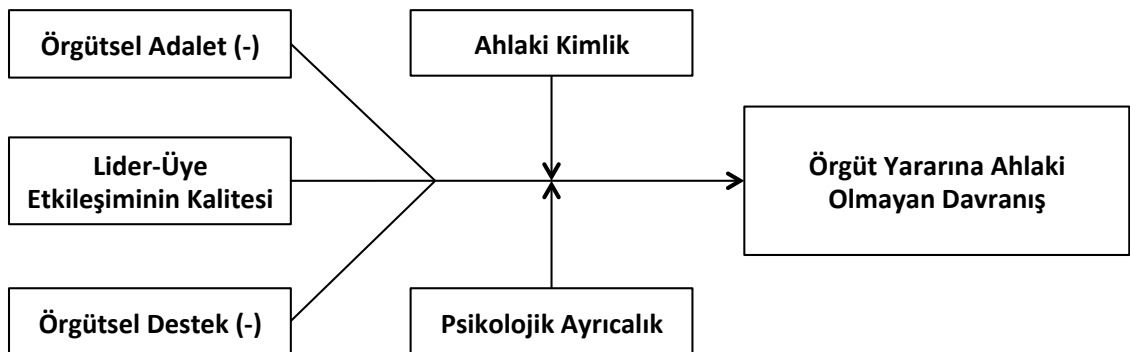 Örgütsel Adalet (-)
Ahlaki Kimlik
Lider-Üye
Etkileşiminin Kalitesi
Örgüt Yararına Ahlaki
Olmayan Davranış
Örgütsel Destek (-)
Psikolojik Ayrıcalık